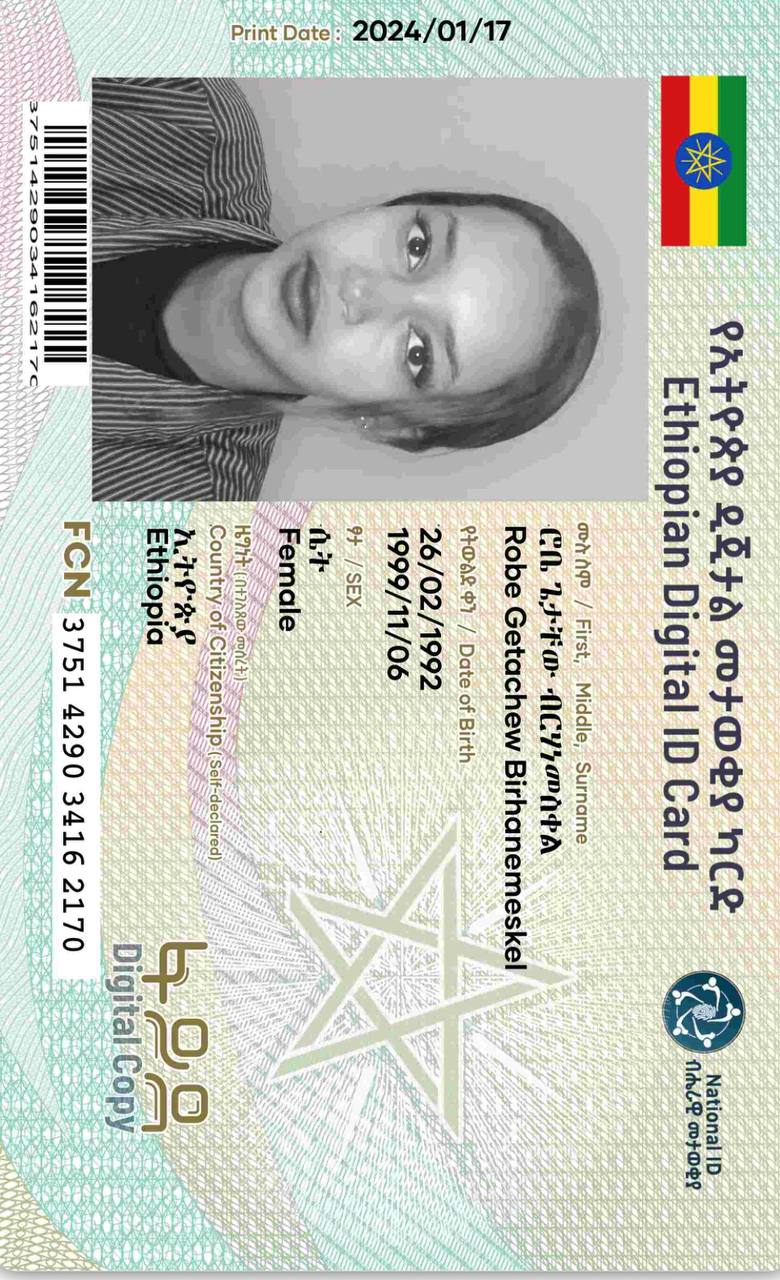 Print Date : 2024/01/17
የኢትዮጵያ ዲጂታል መታወቂያ ካርድ
Ethiopian Digital ID Card
National ID
ብሔራዊ መታወቂያ
ሙሉ ስም / First, Middle, Surname
ሮቤ ጌታቸው ብርሃነመስቀል
Robe Getachew Birhanemeskel
የትውልድ ቀን / Date of Birth
26/02/1992
1999/11/06
ፆታ / SEX
ሴት
Female
ዜግነት (በተገለጸው መሰረት)
Country of Citizenship (Self-declared)
ኢትዮጵያ
Ethiopia
FCN 3751 4290 3416 2170
ፋይዳ
Digital Copy